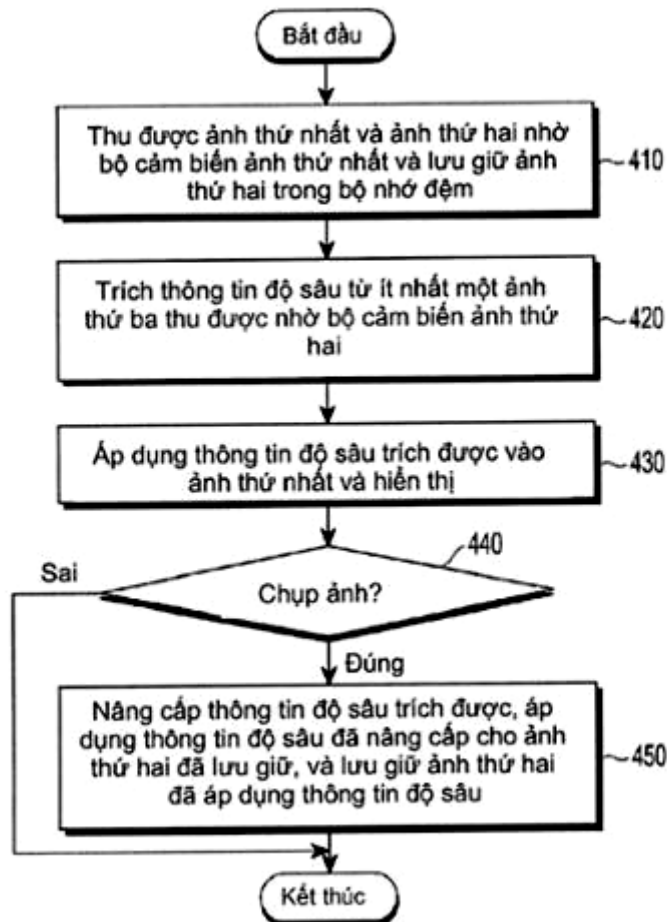 Bắt đầu
Thu được ảnh thứ nhất và ảnh thứ hai nhờ
bộ cảm biến ảnh thứ nhất và lưu giữ ảnh
thứ hai trong bộ nhớ đệm
410
Trích thông tin độ sâu từ ít nhất một ảnh
thứ ba thu được nhờ bộ cảm biến ảnh thứ
hai
420
Áp dụng thông tin độ sâu trích được vào
ảnh thứ nhất và hiển thị
430
440
Sai
Chụp ảnh?
Đúng
Nâng cấp thông tin độ sâu trích được, áp
dụng thông tin độ sâu đã nâng cấp cho ảnh
thứ hai đã lưu giữ, và lưu giữ ảnh thứ hai
đã áp dụng thông tin độ sâu
450
Kết thúc